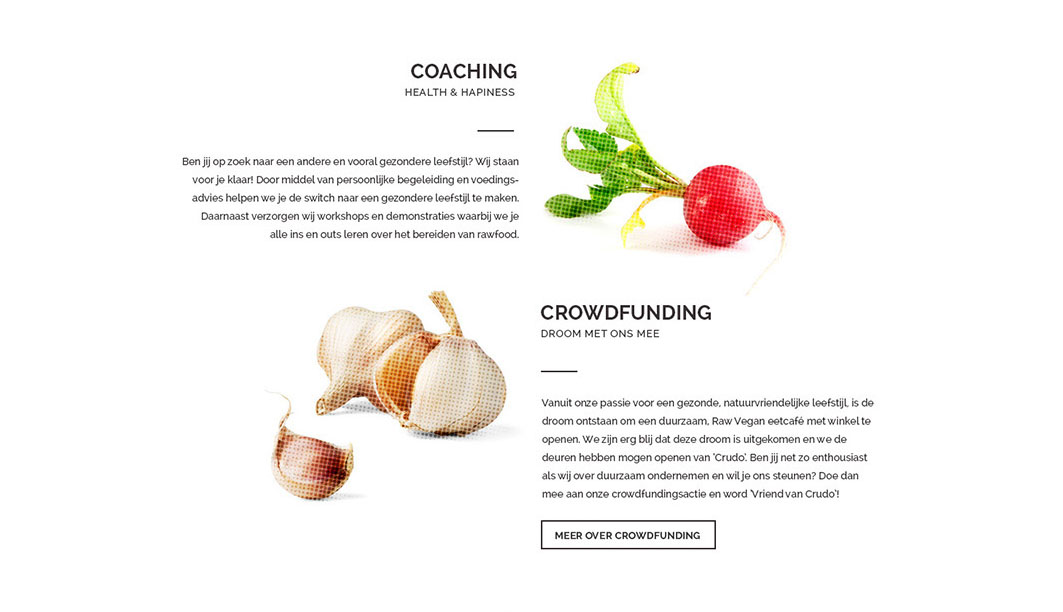 COACHING
HEALTH & HAPINESS
Ben jij op zoek naar een andere en vooral gezondere leefstijl? Wij staan
voor je klaar! Door middel van persoonlijke begeleiding en voedings-
advies helpen we je de switch naar een gezondere leefstijl te maken.
Daarnaast verzorgen wij workshops en demonstraties waarbij we je
alle ins en outs leren over het bereiden van rawfood.
CROWDFUNDING
DROOM MET ONS MEE
Vanuit onze passie voor een gezonde, natuurvriendelijke leefstijl, is de
droom ontstaan om een duurzaam, Raw Vegan eetcafé met winkel te
openen. We zijn erg blij dat deze droom is uitgekomen en we de
deuren hebben mogen openen van 'Crudo'. Ben jij net zo enthousiast
als wij over duurzaam ondernemen en wil je ons steunen? Doe dan
mee aan onze crowdfundingsactie en word 'Vriend van Crudo'!
MEER OVER CROWDFUNDING